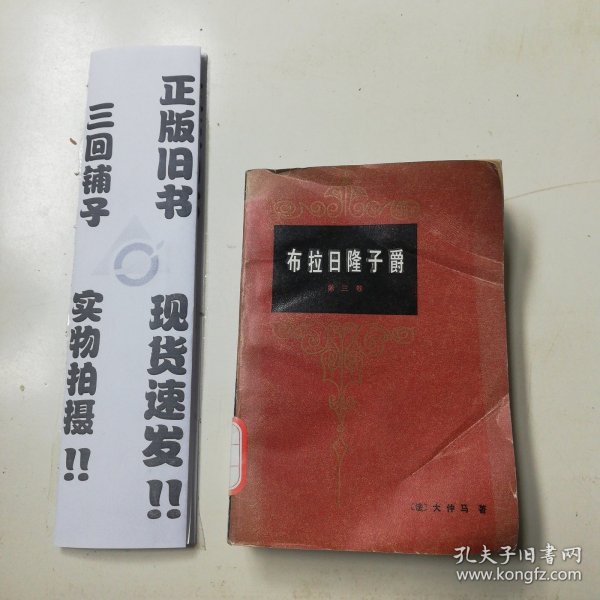 正版旧书 现货速发!!
三回铺子 实物拍摄!!
布拉日隆子爵
第三卷
〔法〕大仲马 著
孔夫子旧书网
www.kongfz.com